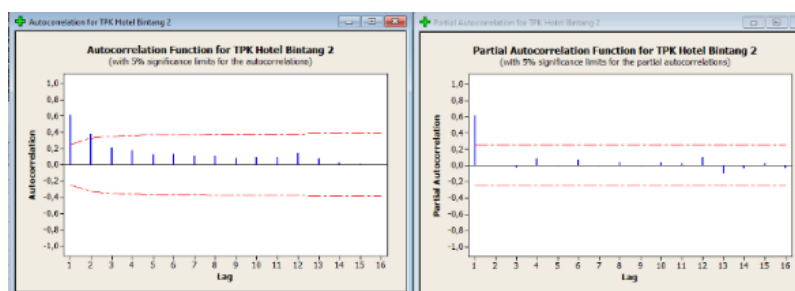 Autocorrelation for TPK Hotel Bintang 2
Autocorrelation Function for TPK Hotel Bintang 2
(with 5% significance limits for the autocorrelations)
1,0
0,8
0,6
0,4
0,2
0,0
-0,2
-0,4
-0,6
-0,8
-1,0
Autocorrelation
1 2 3 4 5 6 7 8 9 10 11 12 13 14 15 16
Lag
Partial Autocorrelation for TPK Hotel Bintang 2
Partial Autocorrelation Function for TPK Hotel Bintang 2
(with 5% significance limits for the partial autocorrelations)
1,0
0,8
0,6
0,4
0,2
0,0
-0,2
-0,4
-0,6
-0,8
-1,0
Partial Autocorrelation
1 2 3 4 5 6 7 8 9 10 11 12 13 14 15 16
Lag